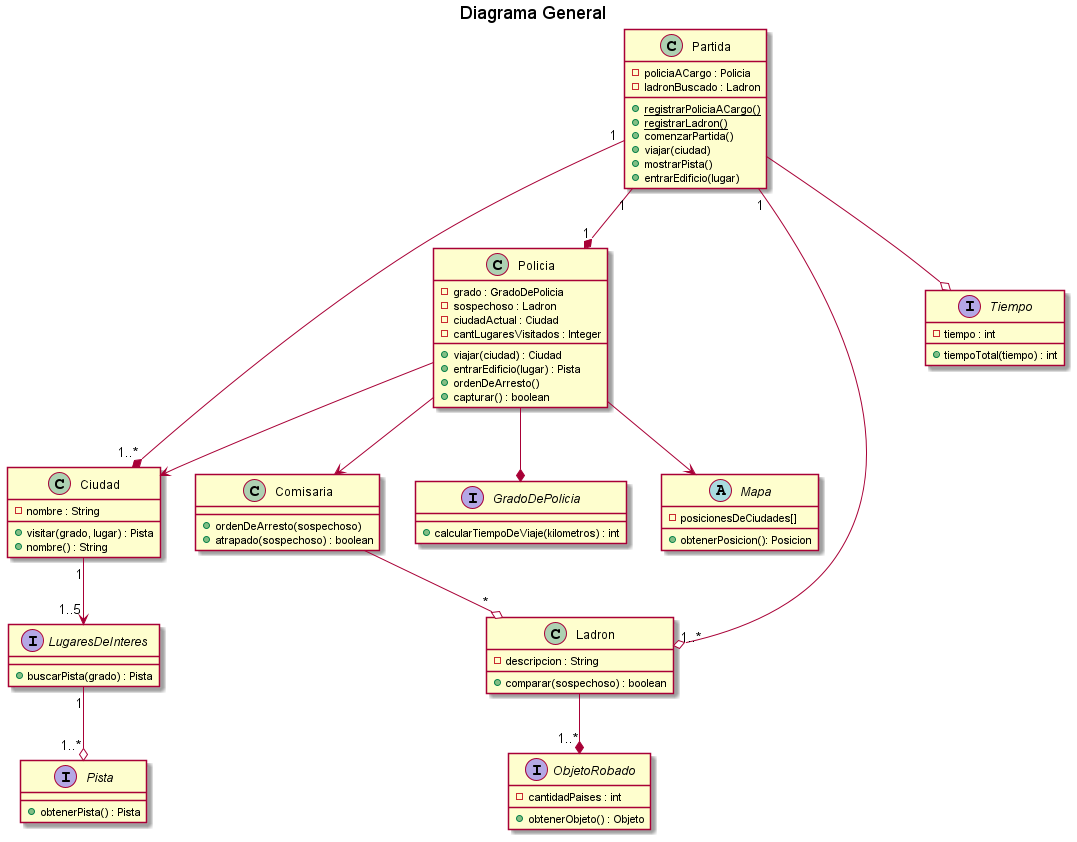 Diagrama General
C Partida
policiaACargo : Policia
ladronBuscado : Ladron
registrarPoliciaACargo()
registrarLadron()
comenzarPartida()
viajar(ciudad)
mostrarPista()
entrarEdificio(lugar)
1
1
1
1
C Policia
grado : GradoDePolicia
sospechoso : Ladron
ciudadActual : Ciudad
cantLugaresVisitados : Integer
viajar(ciudad) : Ciudad
entrarEdificio(lugar) : Pista
ordenDeArresto()
capturar() : boolean
I Tiempo
tiempo : int
tiempoTotal(tiempo) : int
1..*
C Ciudad
nombre : String
visitar(grado, lugar) : Pista
nombre() : String
C Comisaria
ordenDeArresto(sospechoso)
atrapado(sospechoso) : boolean
I GradoDePolicia
calcularTiempoDeViaje(kilometros) : int
A Mapa
posicionesDeCiudades[]
obtenerPosicion(): Posicion
1
1..5
*
1..*
I LugaresDeInteres
buscarPista(grado) : Pista
C Ladron
descripcion : String
comparar(sospechoso) : boolean
1
1..*
1..*
I Pista
obtenerPista() : Pista
I ObjetoRobado
cantidadPaises : int
obtenerObjeto() : Objeto